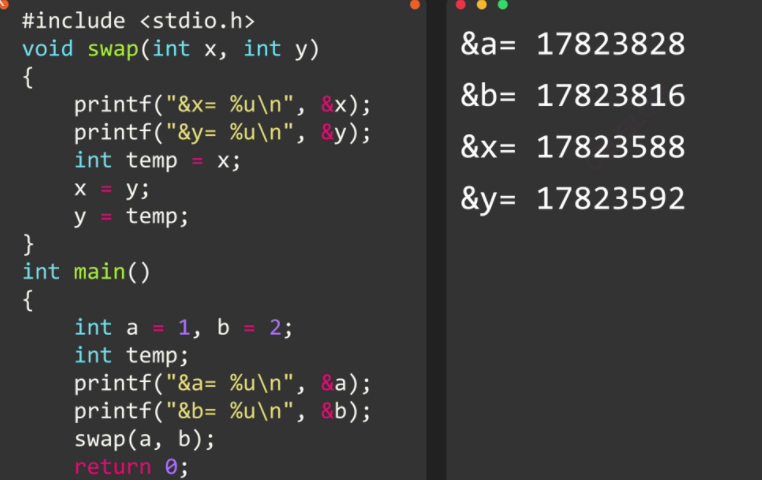 #include <stdio.h>
void swap(int x, int y)
{
    printf("&x= %u\n", &x);
    printf("&y= %u\n", &y);
    int temp = x;
    x = y;
    y = temp;
}
int main()
{
    int a = 1, b = 2;
    int temp;
    printf("&a= %u\n", &a);
    printf("&b= %u\n", &b);
    swap(a, b);
    return 0;
&a= 17823828
&b= 17823816
&x= 17823588
&y= 17823592